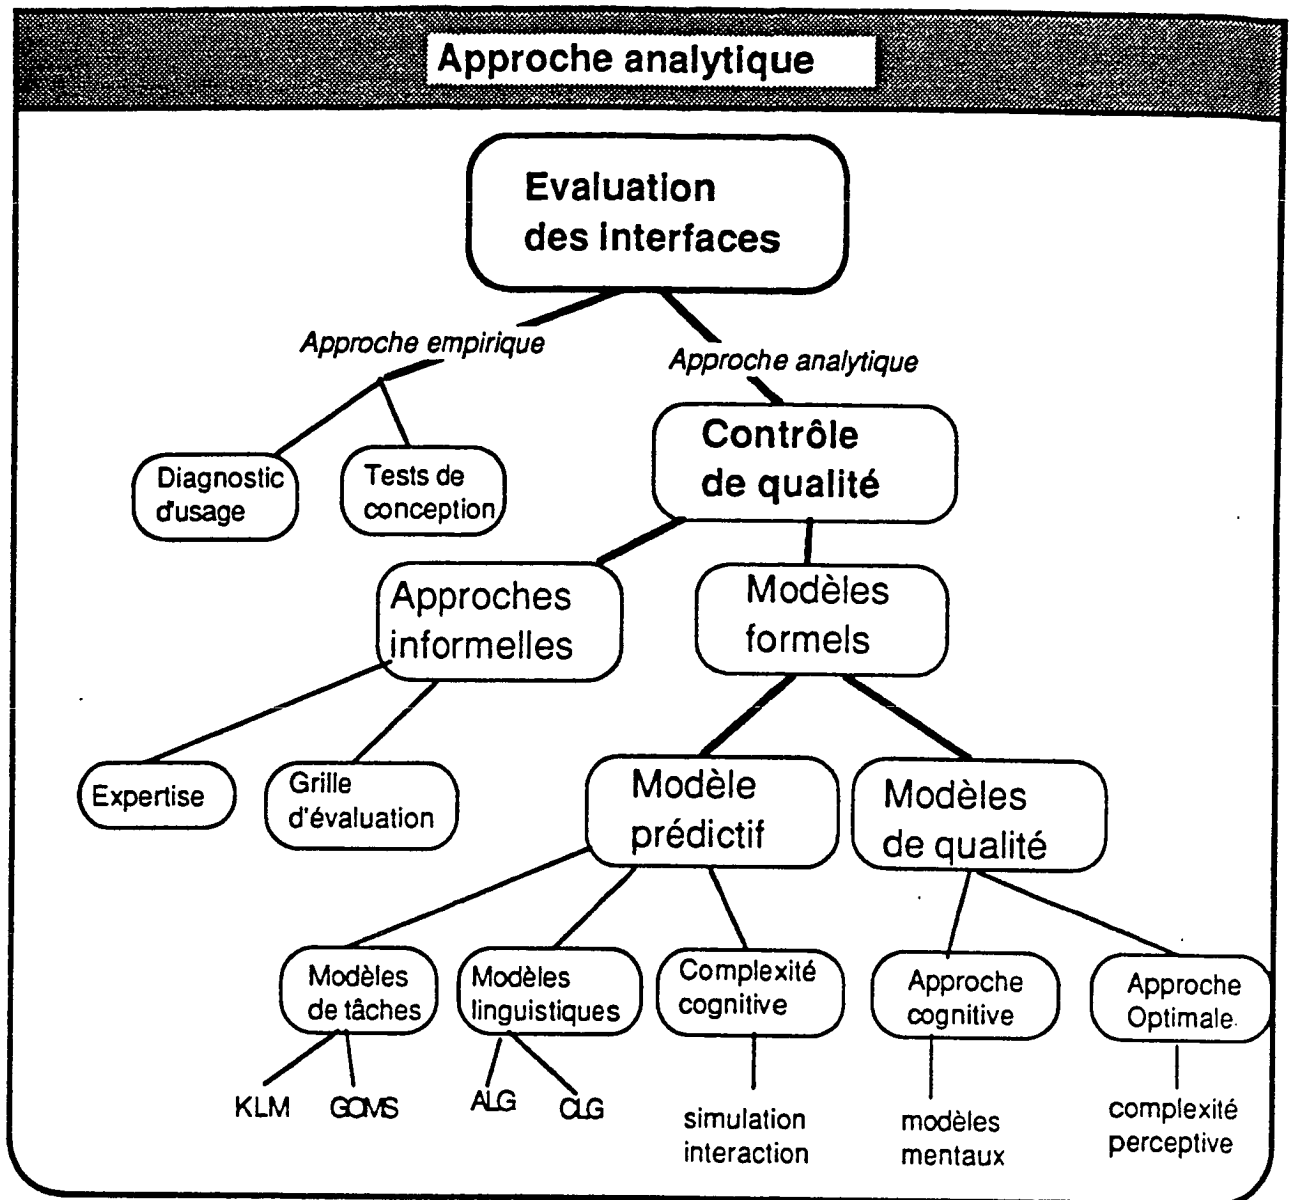 Approche analytique
Evaluation
des interfaces
Approche empirique
Approche analytique
Contrôle
de qualité
Diagnostic
d'usage
Tests de
conception
Approches
informelles
Modèles
formels
Expertise
Grille
d'évaluation
Modèle
prédictif
Modèles
de qualité
Modèles
de tâches
Modèles
linguistiques
Complexité
cognitive
Approche
cognitive
Approche
Optimale
KLM
GOMS
ALG
CLG
simulation
interaction
modèles
mentaux
complexité
perceptive